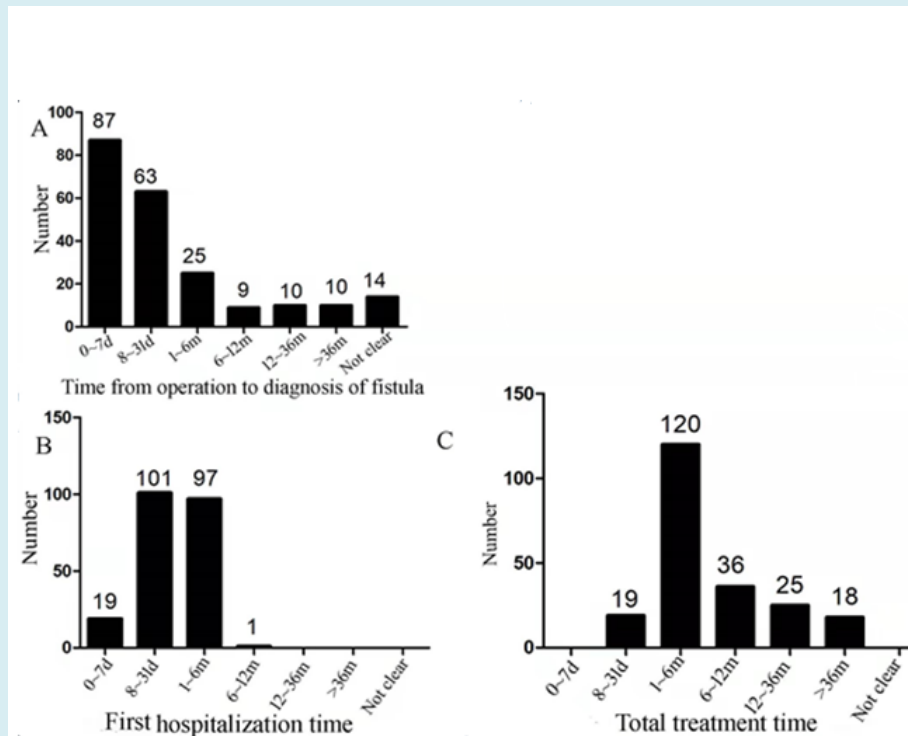 A
100
80
60
40
20
0
Number
87
63
25
9
10
10
14
0~7d
8~31d
1~6m
6~12m
12~36m
>36m
Not clear
Time from operation to diagnosis of fistula
B
150
100
50
0
Number
19
101
97
1
0~7d
8~31d
1~6m
6~12m
12~36m
>36m
Not clear
First hospitalization time
C
150
100
50
0
Number
19
120
36
25
18
0~7d
8~31d
1~6m
6~12m
12~36m
>36m
Not clear
Total treatment time